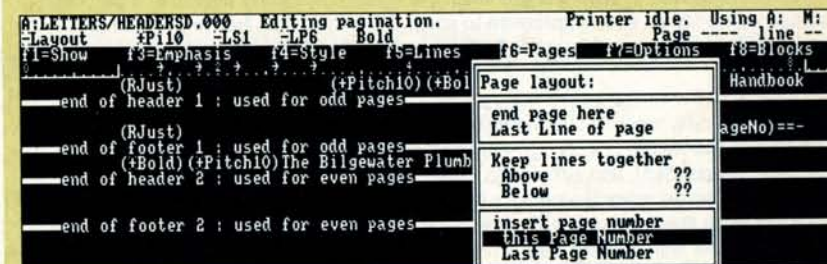 A:LETTERS/HEADERSD.000 Editing pagination. Printer idle. Using A: M:
-Layout +Pi10 -LS1 -LP6 Bold Page ---- line --
f1=Show f3=Emphasis f4=Style f5=Lines f6=Pages f7=Options f8=Blocks
(RJust) (+Pitch10)(+Bol Handbook
end of header 1 : used for odd pages
(RJust) ageNo)==-
end of footer 1 : used for odd pages
(+Bold)(+Pitch10)The Bilgewater Plumb
end of header 2 : used for even pages
end of footer 2 : used for even pages
Page layout:
end page here
Last Line of page
Keep lines together
Above ??
Below ??
insert page number
this Page Number
Last Page Number